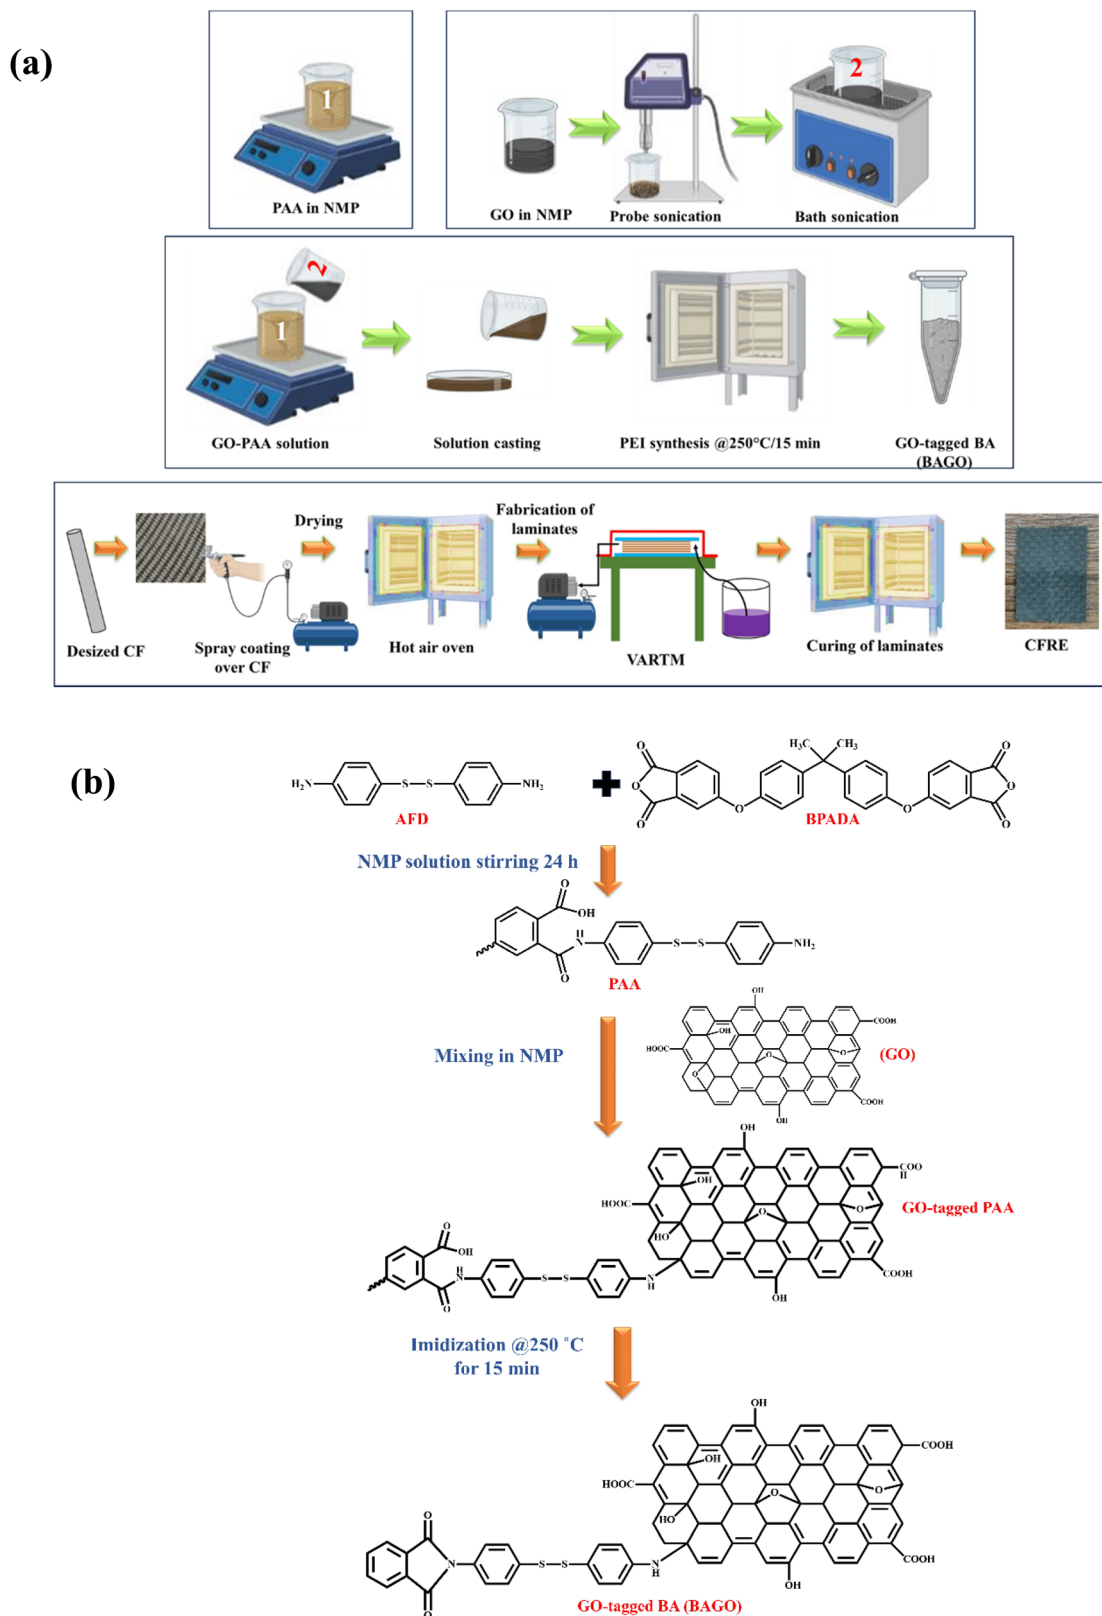 (a)
1
PAA in NMP
2
GO in NMP
Probe sonication
Bath sonication
2
1
GO-PAA solution
Solution casting
PEI synthesis @250°C/15 min
GO-tagged BA
(BAGO)
Desized CF
Spray coating
over CF
Drying
Hot air oven
Fabrication of
laminates
VARTM
Curing of laminates
CFRE
(b)
H₂N
S
S
NH₂
AFD
O
O
O
O
H₃C
CH₃
O
O
O
O
BPADA
NMP solution stirring 24 h
O
OH
H
N
O
S
S
NH₂
PAA
Mixing in NMP
OH
OH
COOH
HOOC
O
O
O
COOH
OH
(GO)
OH
COO
H
OH
HOOC
O
O
HO
COOH
OH
GO-tagged PAA
O
OH
H
N
O
S
S
N
H
Imidization @250 °C
for 15 min
OH
COOH
OH
HOOC
O
O
HO
COOH
OH
O
N
O
S
S
N
H
GO-tagged BA (BAGO)